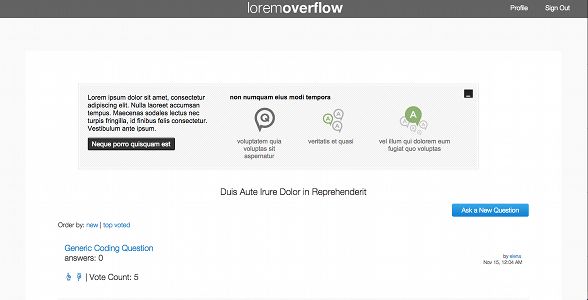 loremoverflow
Profile
Sign Out
Lorem ipsum dolor sit amet, consectetur
adipiscing elit. Nulla laoreet accumsan
tempus. Maecenas sodales lectus nec
turpis fringilla, id finibus felis consectetur.
Vestibulum ante ipsum.
Neque porro quisquam est
non numquam eius modi tempora
Q
voluptatem quia
voluptas sit
aspernatur
A
A
A
veritatis et quasi
A
A
A
A
vel illum qui dolorem eum
fugiat quo voluptas
Duis Aute Irure Dolor in Reprehenderit
Ask a New Question
Order by: new | top voted
Generic Coding Question
answers: 0
by elena
Nov 15, 12:04 AM
| Vote Count: 5